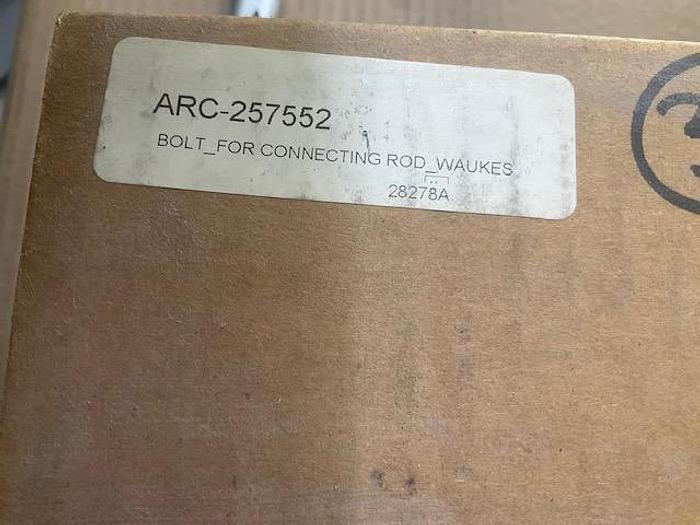 ARC-257552
BOLT_FOR CONNECTING ROD_WAUKES
28278A